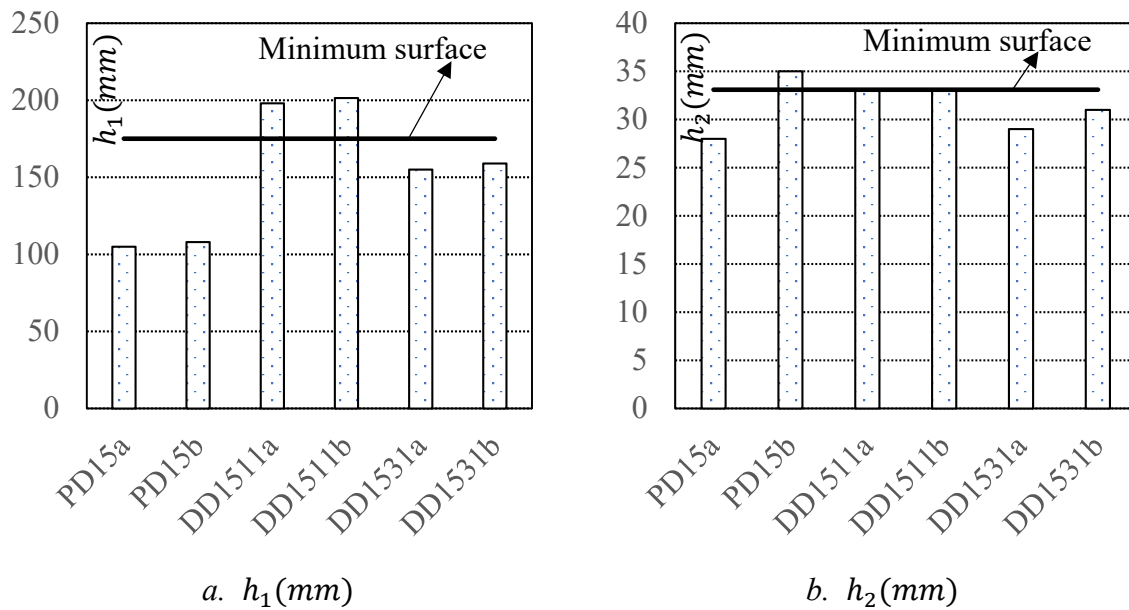 250
200
150
100
50
0
h₁(mm)
Minimum surface
PD15a
PD15b
DD1511a
DD1511b
DD1531a
DD1531b
a. h₁(mm)
40
35
30
25
20
15
10
5
0
h₂(mm)
Minimum surface
PD15a
PD15b
DD1511a
DD1511b
DD1531a
DD1531b
b. h₂(mm)